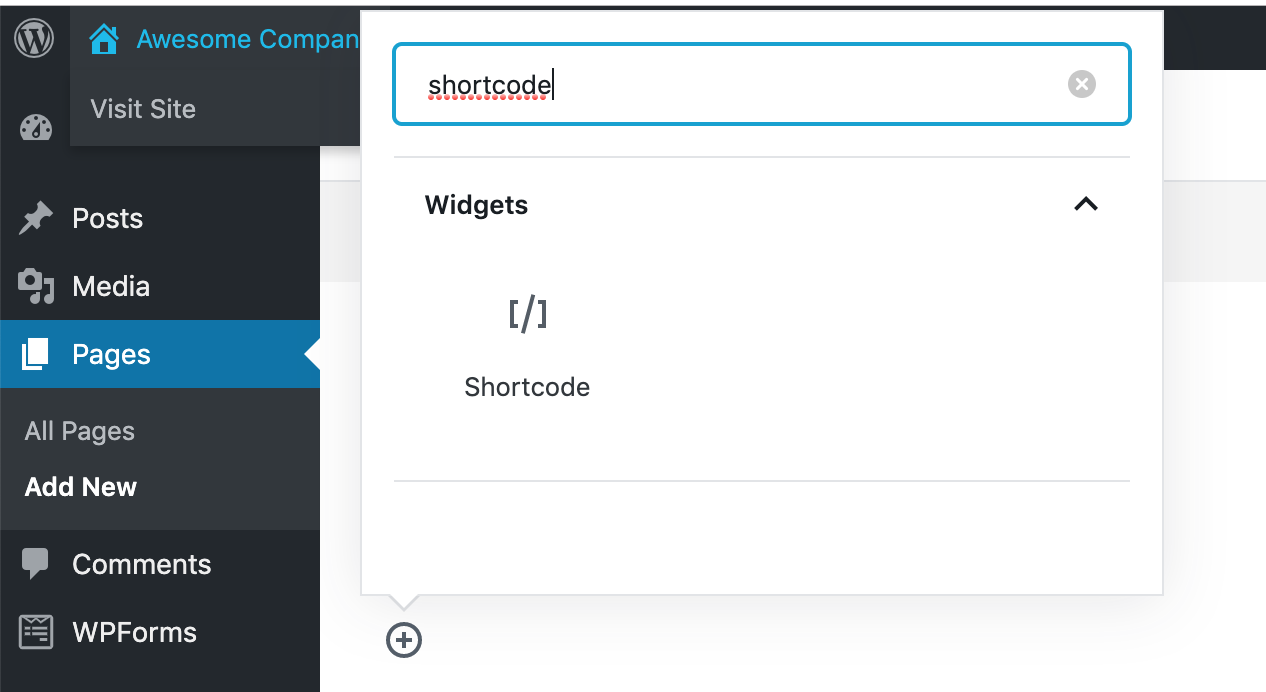 Awesome Compan
Visit Site
Posts
Media
Pages
All Pages
Add New
Comments
WPForms
shortcode
Widgets
[/]
Shortcode